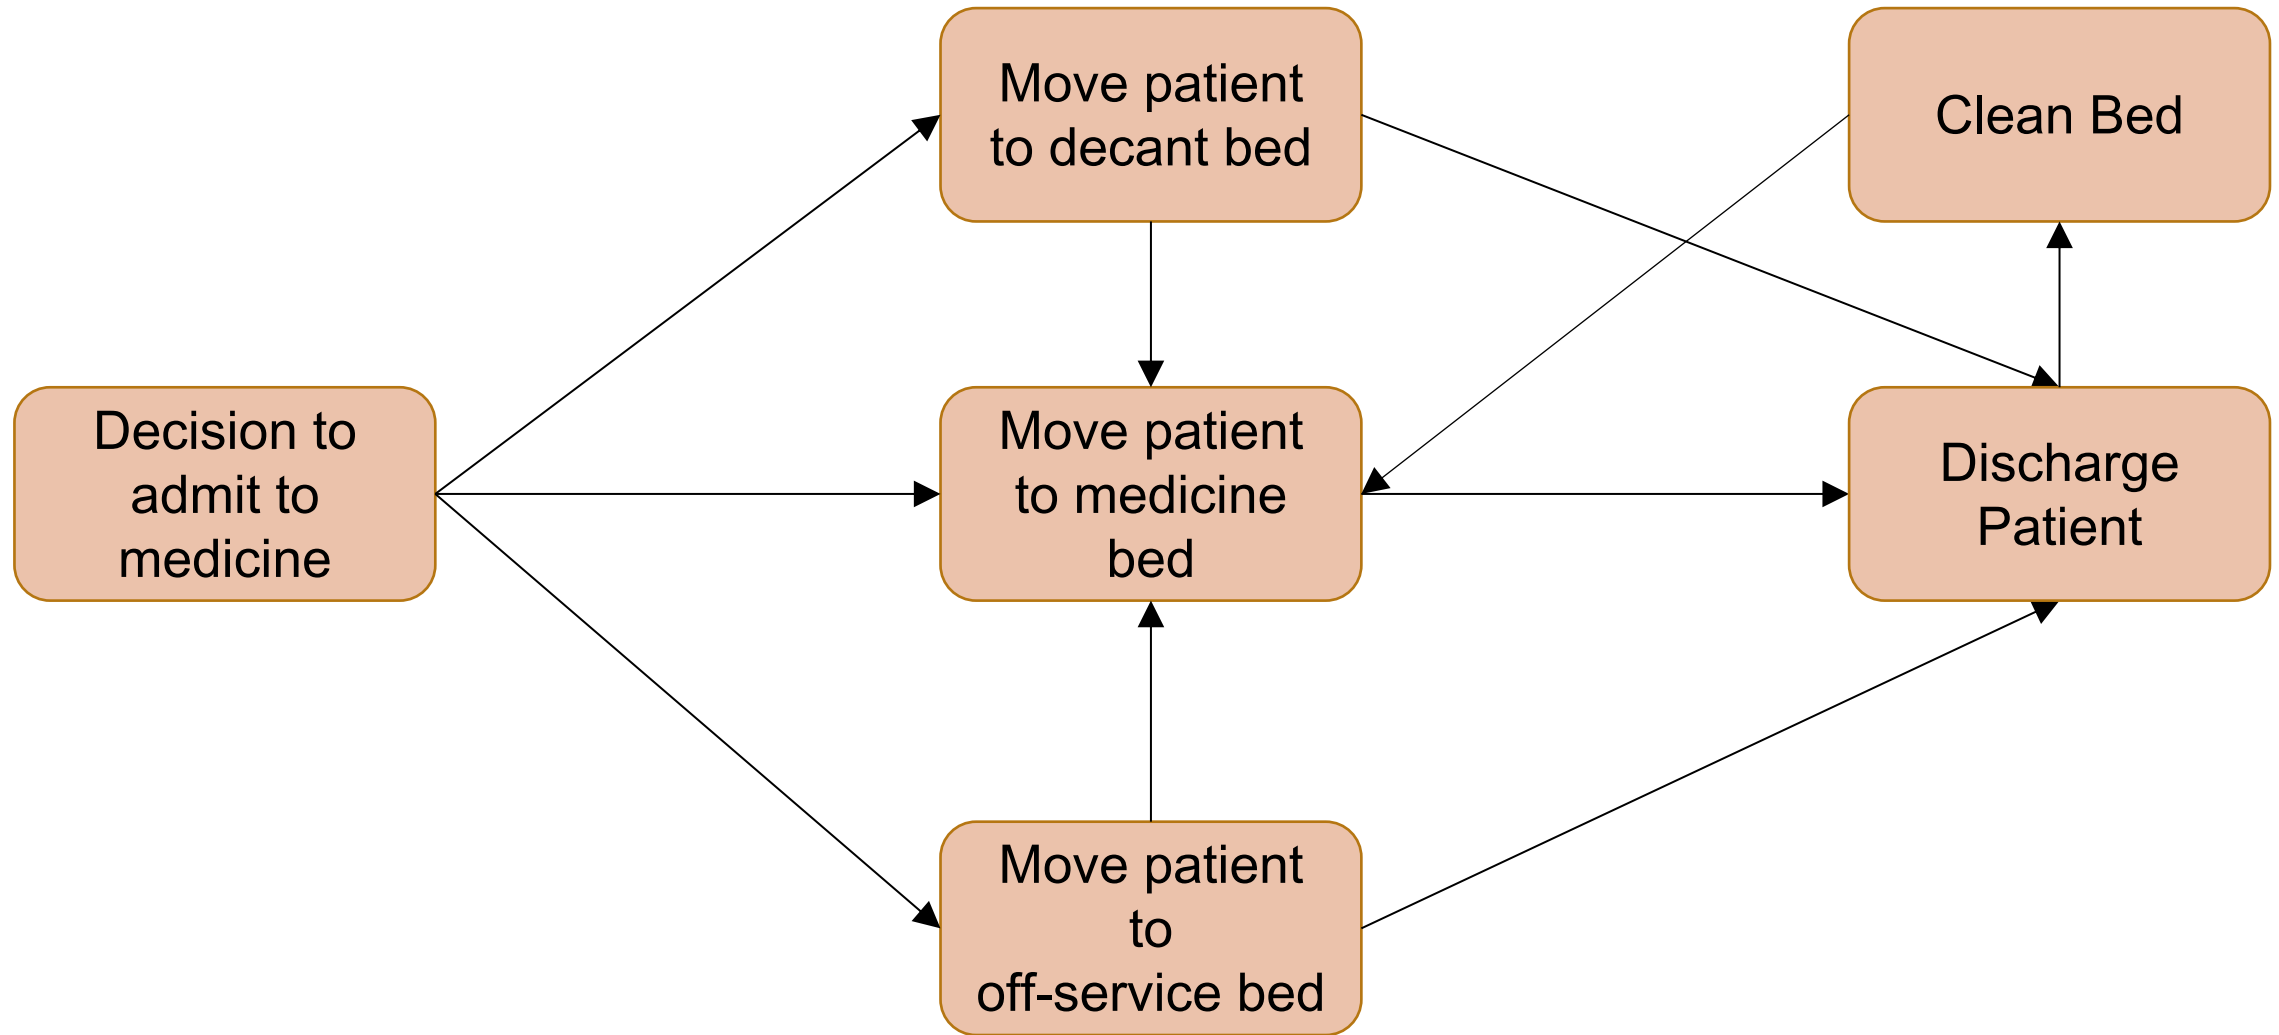 Move patient
to decant bed
Clean Bed
Decision to
admit to
medicine
Move patient
to medicine
bed
Discharge
Patient
Move patient
to
off-service bed